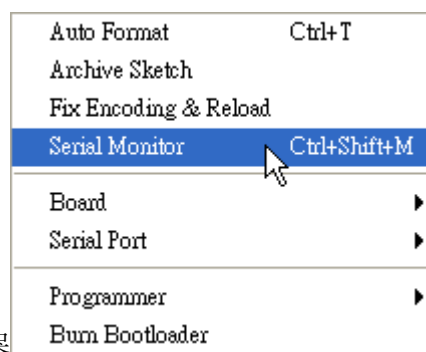 Auto Format Ctrl+T
Archive Sketch
Fix Encoding & Reload
Serial Monitor Ctrl+Shift+M
Board
Serial Port
Programmer
Burn Bootloader